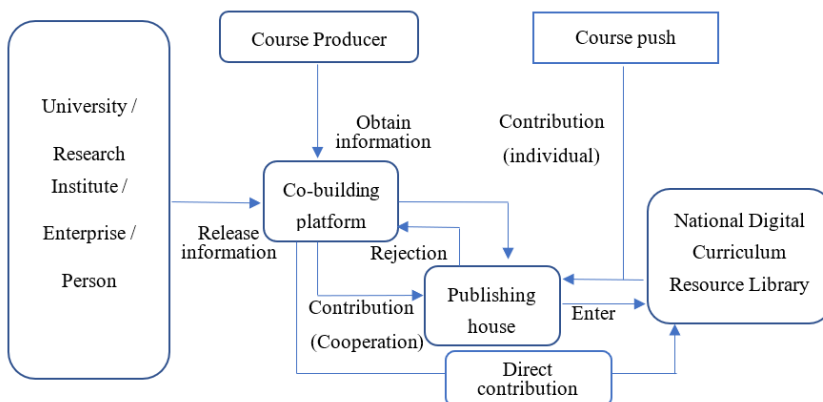 Course Producer
Course push
University /
Research
Institute /
Enterprise /
Person
Obtain
information
Contribution
(individual)
Co-building
platform
Release
information
Rejection
National Digital
Curriculum
Resource Library
Contribution
(Cooperation)
Publishing
house
Enter
Direct
contribution